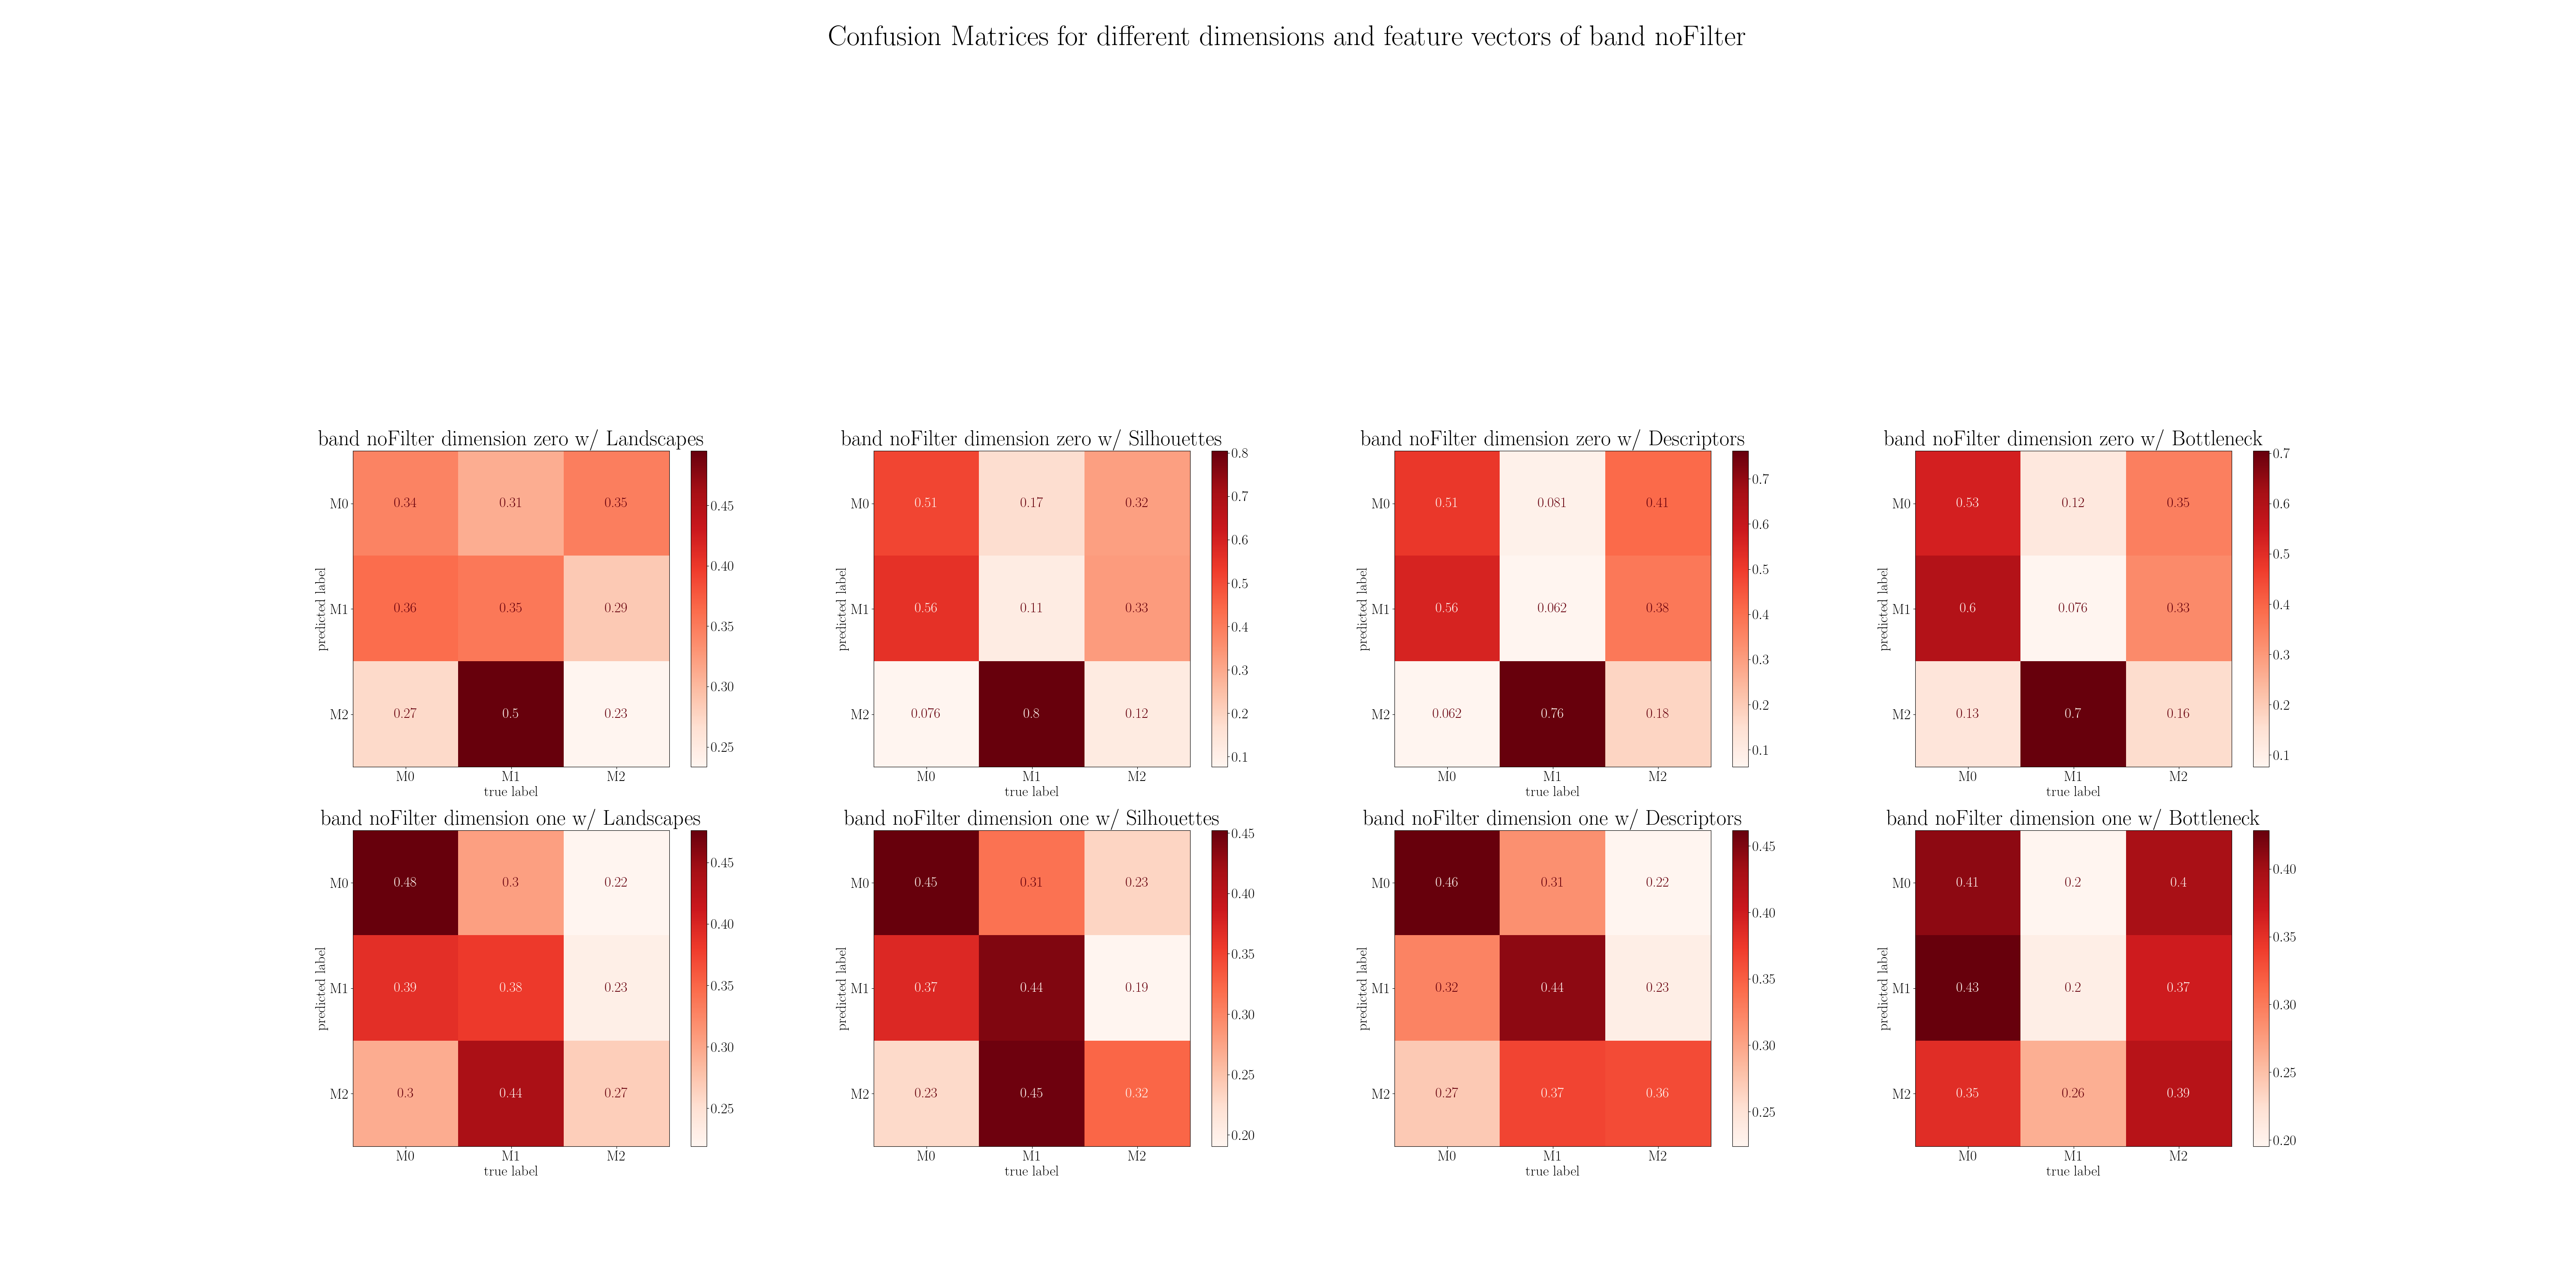 Confusion Matrices for different dimensions and feature vectors of band noFilter
band noFilter dimension zero w/ Landscapes
0.34 0.31 0.35
0.36 0.35 0.29
0.27 0.5 0.23
M0
M1
M2
predicted label
M0 M1 M2
true label
0.45
0.40
0.35
0.30
0.25
band noFilter dimension zero w/ Silhouettes
0.51 0.17 0.32
0.56 0.11 0.33
0.076 0.8 0.12
M0
M1
M2
predicted label
M0 M1 M2
true label
0.8
0.7
0.6
0.5
0.4
0.3
0.2
0.1
band noFilter dimension zero w/ Descriptors
0.51 0.081 0.41
0.56 0.062 0.38
0.062 0.76 0.18
M0
M1
M2
predicted label
M0 M1 M2
true label
0.7
0.6
0.5
0.4
0.3
0.2
0.1
band noFilter dimension zero w/ Bottleneck
0.53 0.12 0.35
0.6 0.076 0.33
0.13 0.7 0.16
M0
M1
M2
predicted label
M0 M1 M2
true label
0.7
0.6
0.5
0.4
0.3
0.2
0.1
band noFilter dimension one w/ Landscapes
0.48 0.3 0.22
0.39 0.38 0.23
0.3 0.44 0.27
M0
M1
M2
predicted label
M0 M1 M2
true label
0.45
0.40
0.35
0.30
0.25
band noFilter dimension one w/ Silhouettes
0.45 0.31 0.23
0.37 0.44 0.19
0.23 0.45 0.32
M0
M1
M2
predicted label
M0 M1 M2
true label
0.45
0.40
0.35
0.30
0.25
0.20
band noFilter dimension one w/ Descriptors
0.46 0.31 0.22
0.32 0.44 0.23
0.27 0.37 0.36
M0
M1
M2
predicted label
M0 M1 M2
true label
0.45
0.40
0.35
0.30
0.25
band noFilter dimension one w/ Bottleneck
0.41 0.2 0.4
0.43 0.2 0.37
0.35 0.26 0.39
M0
M1
M2
predicted label
M0 M1 M2
true label
0.40
0.35
0.30
0.25
0.20